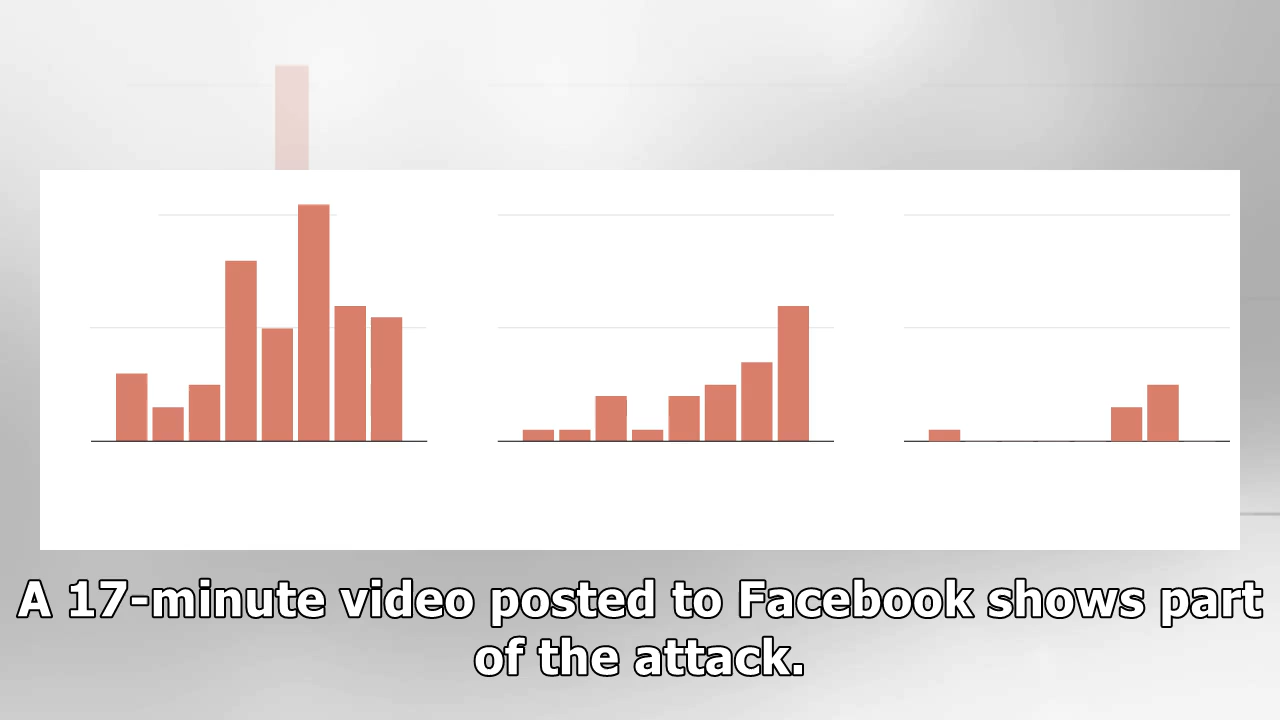 A 17-minute video posted to Facebook shows part
of the attack.